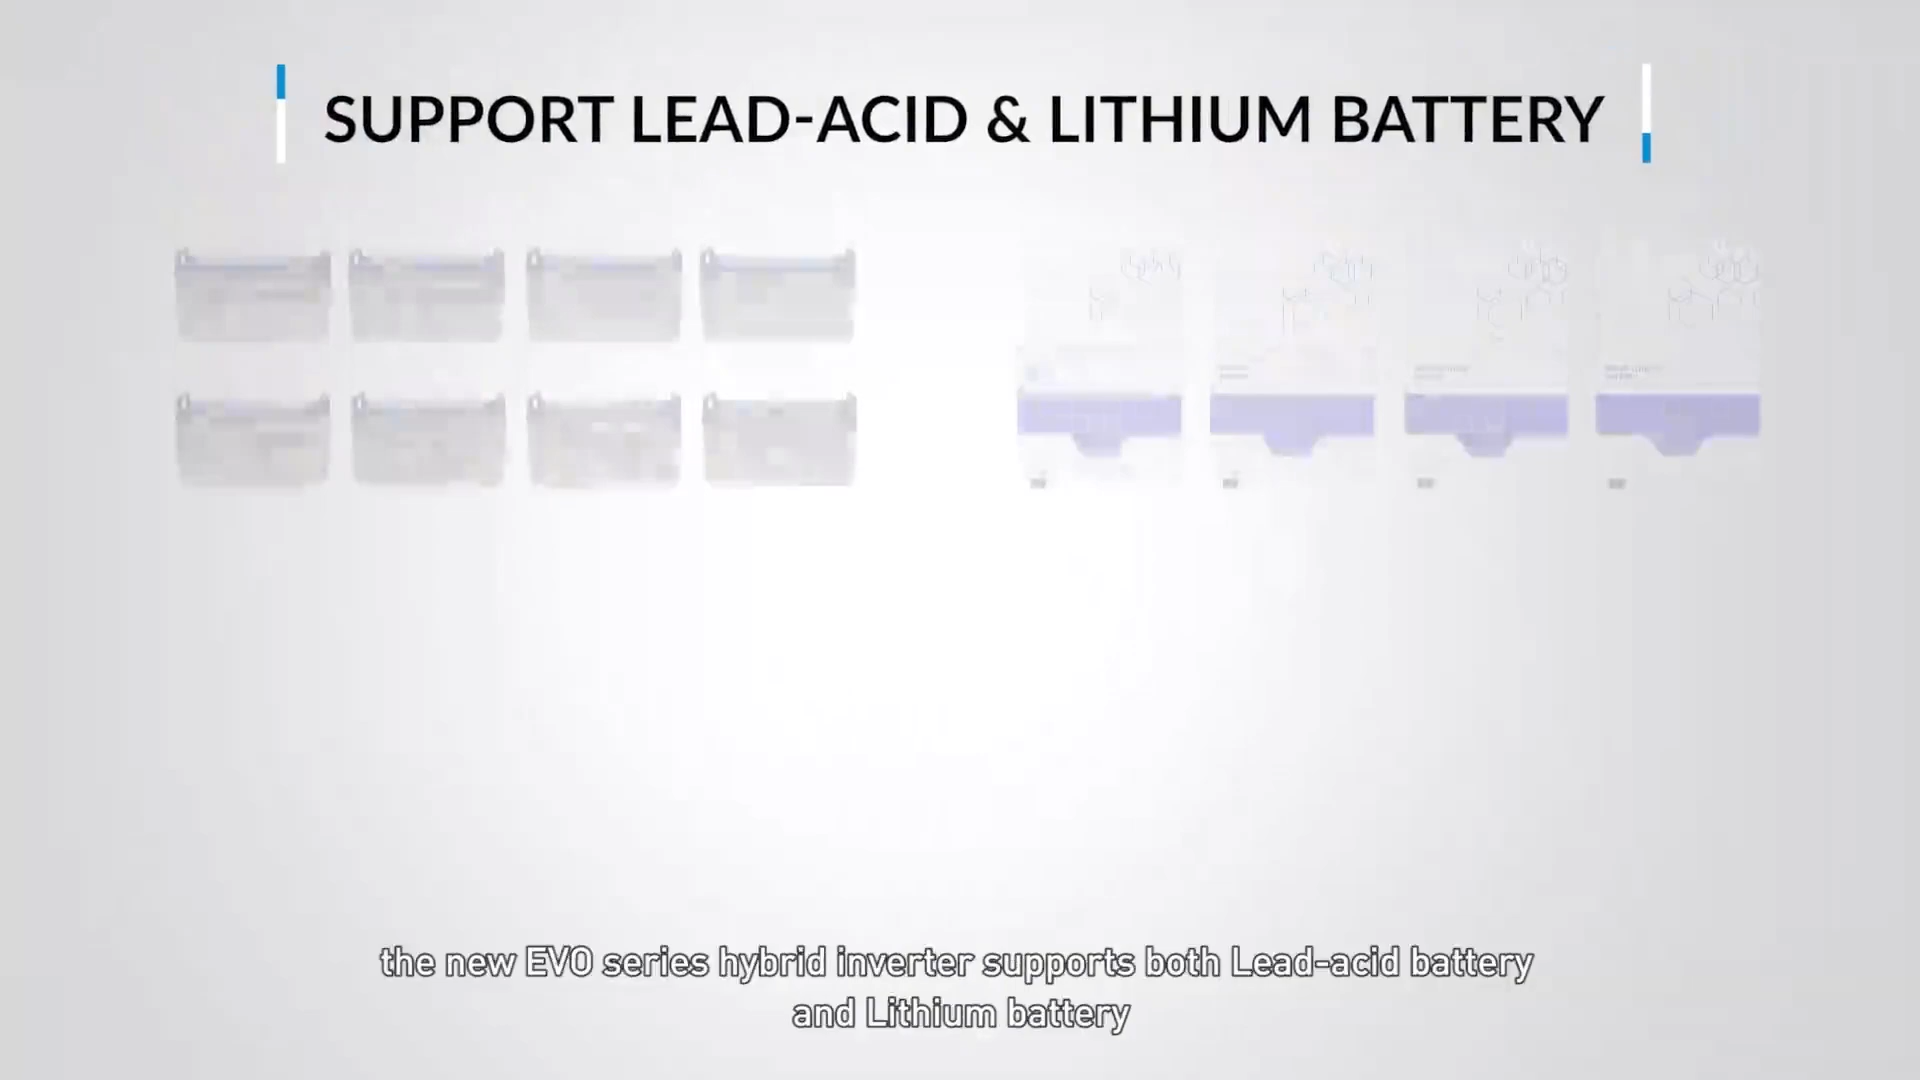 SUPPORT LEAD-ACID & LITHIUM BATTERY
the new EVO series hybrid inverter supports both Lead-acid battery
and Lithium battery